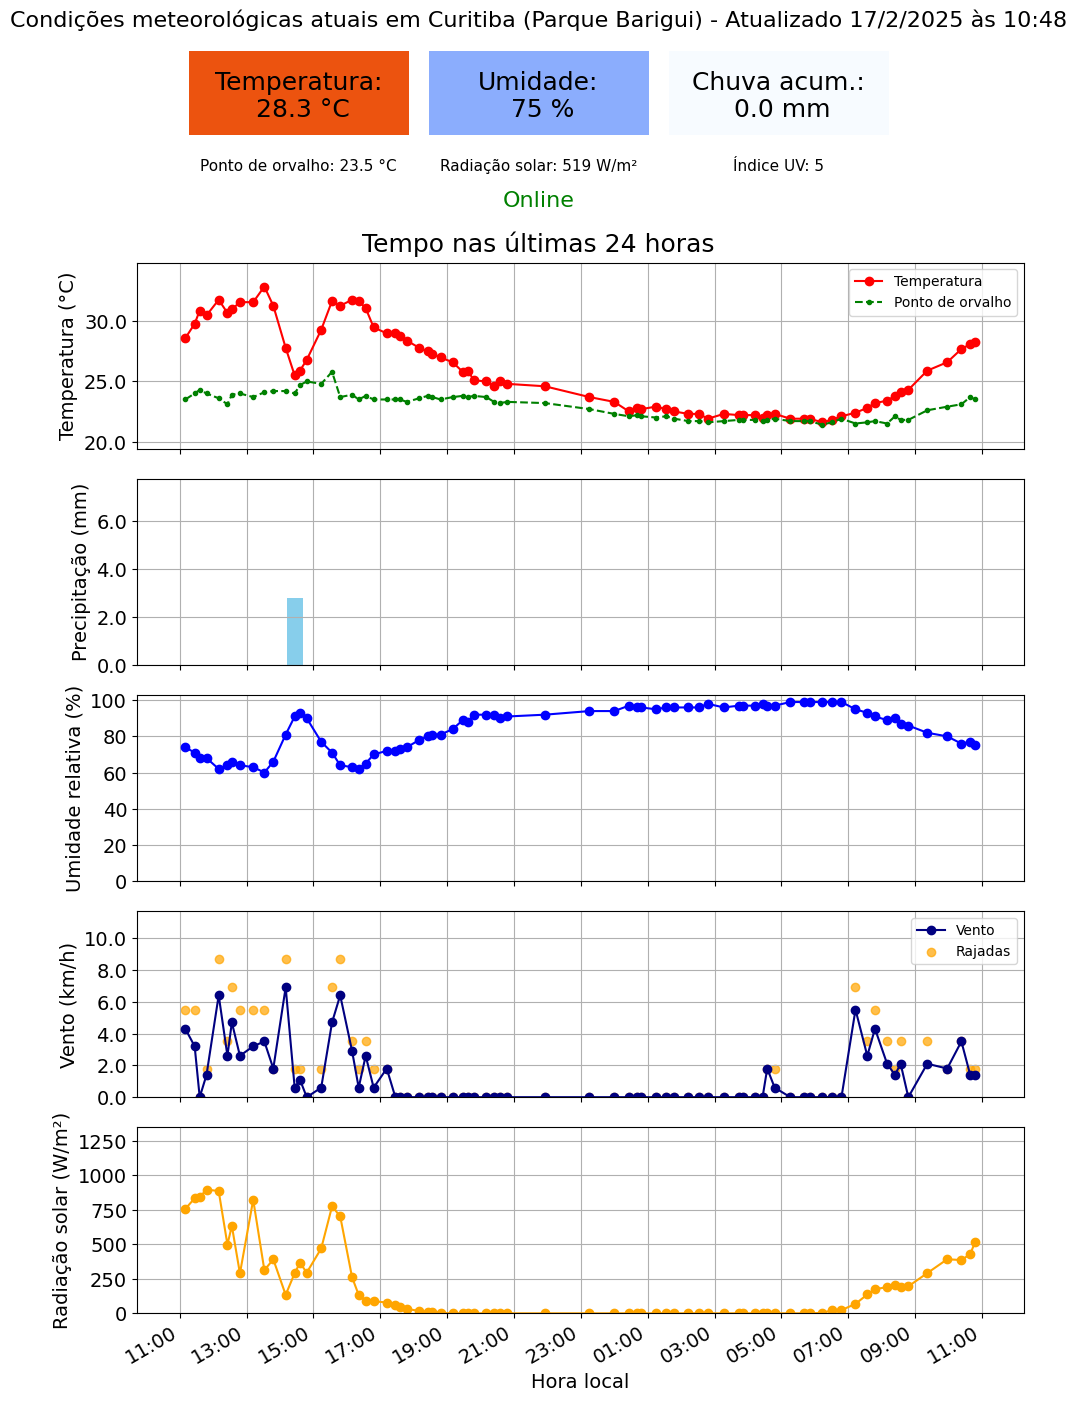 Condições meteorológicas atuais em Curitiba (Parque Barigui) - Atualizado 17/2/2025 às 10:48
Temperatura:
28.3 °C
Umidade:
75 %
Chuva acum.:
0.0 mm
Ponto de orvalho: 23.5 °C
Radiação solar: 519 W/m²
Índice UV: 5
Online
Tempo nas últimas 24 horas
Temperatura (°C)
30.0
25.0
20.0
Temperatura
Ponto de orvalho
Precipitação (mm)
6.0
4.0
2.0
0.0
Umidade relativa (%)
100
80
60
40
20
0
Vento (km/h)
10.0
8.0
6.0
4.0
2.0
0.0
Vento
Rajadas
Radiação solar (W/m²)
1250
1000
750
500
250
0
11:00
13:00
15:00
17:00
19:00
21:00
23:00
01:00
03:00
05:00
07:00
09:00
11:00
Hora local